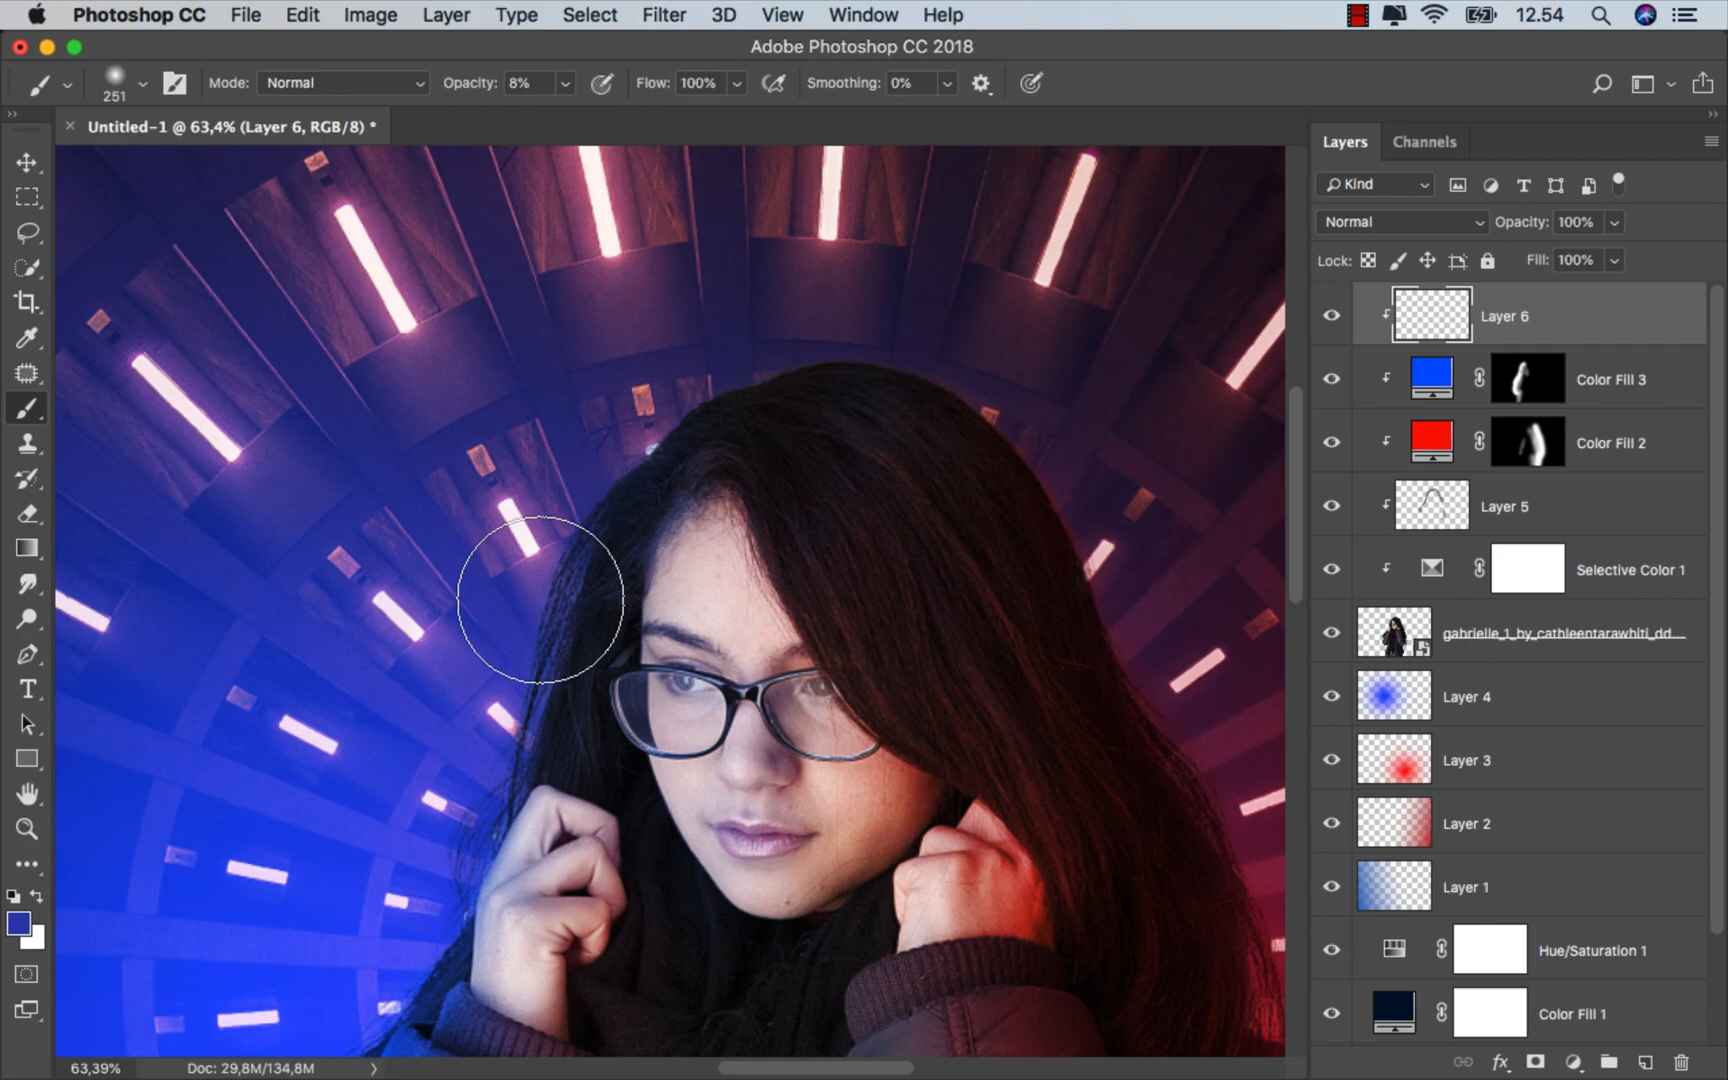 Photoshop CC File Edit Image Layer Type Select Filter 3D View Window Help 12.54
Adobe Photoshop CC 2018
251 Mode: Normal Opacity: 8% Flow: 100% Smoothing: 0%
Untitled-1 @ 63,4% (Layer 6, RGB/8) *
Layers Channels
Kind
Normal Opacity: 100%
Lock: Fill: 100%
Layer 6
Color Fill 3
Color Fill 2
Layer 5
Selective Color 1
gabrielle_1_by_cathleentarawhiti_dd...
Layer 4
Layer 3
Layer 2
Layer 1
Hue/Saturation 1
Color Fill 1
63,39% Doc: 29,8M/134,8M